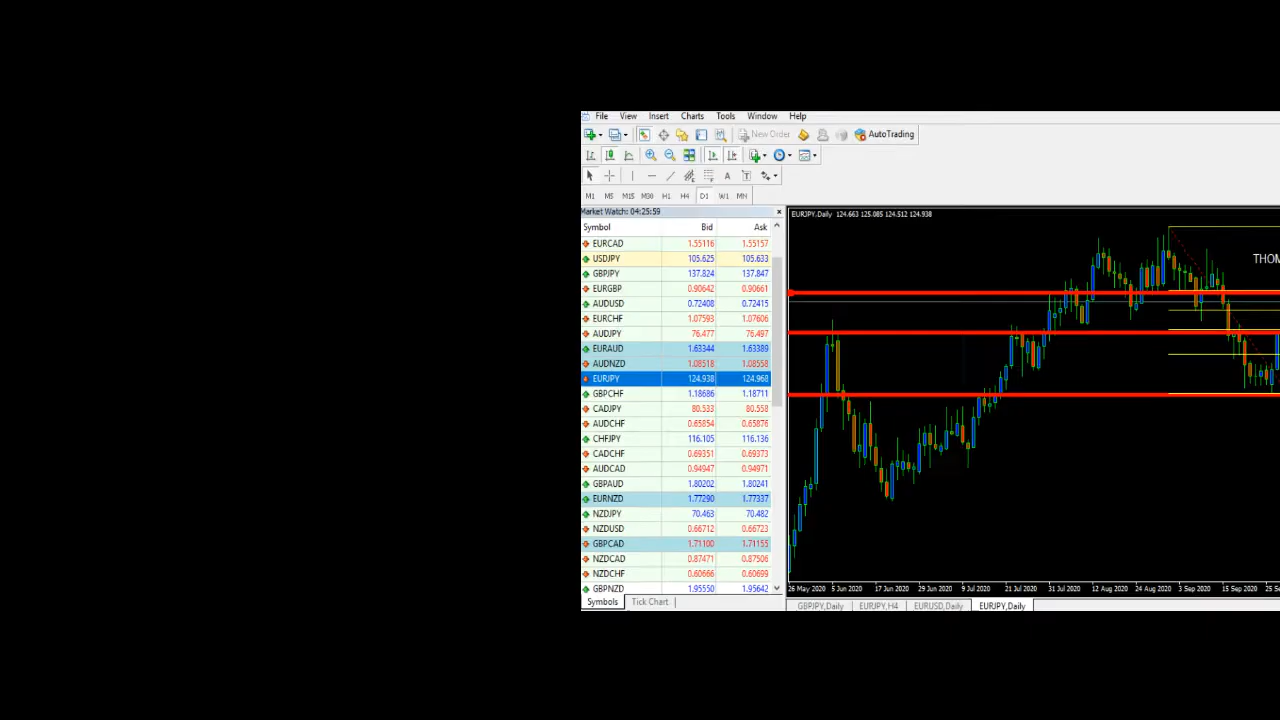 File View Insert Charts Tools Window Help
New Order AutoTrading
A T
M1 M5 M15 M30 H1 H4 D1 W1 MN
Market Watch: 04:25:59
Symbol Bid Ask
EURCAD 1.55116 1.55157
USDJPY 105.625 105.633
GBPJPY 137.824 137.847
EURGBP 0.90642 0.90661
AUDUSD 0.72408 0.72415
EURCHF 1.07593 1.07606
AUDJPY 76.477 76.497
EURAUD 1.63344 1.63389
AUDNZD 1.08518 1.08558
EURJPY 124.938 124.968
GBPCHF 1.18686 1.18711
CADJPY 80.533 80.558
AUDCHF 0.65854 0.65876
CHFJPY 116.105 116.136
CADCHF 0.69351 0.69373
AUDCAD 0.94947 0.94971
GBPAUD 1.80202 1.80241
EURNZD 1.77290 1.77337
NZDJPY 70.463 70.482
NZDUSD 0.66712 0.66723
GBPCAD 1.71100 1.71155
NZDCAD 0.87471 0.87506
NZDCHF 0.60666 0.60699
GBPNZD 1.95550 1.95642
Symbols Tick Chart
EURJPY,Daily 124.663 125.085 124.512 124.938
THOM
26 May 2020 5 Jun 2020 17 Jun 2020 29 Jun 2020 9 Jul 2020 21 Jul 2020 31 Jul 2020 12 Aug 2020 24 Aug 2020 3 Sep 2020 15 Sep 2020 25 Se
GBPJPY,Daily EURJPY,H4 EURUSD,Daily EURJPY,Daily